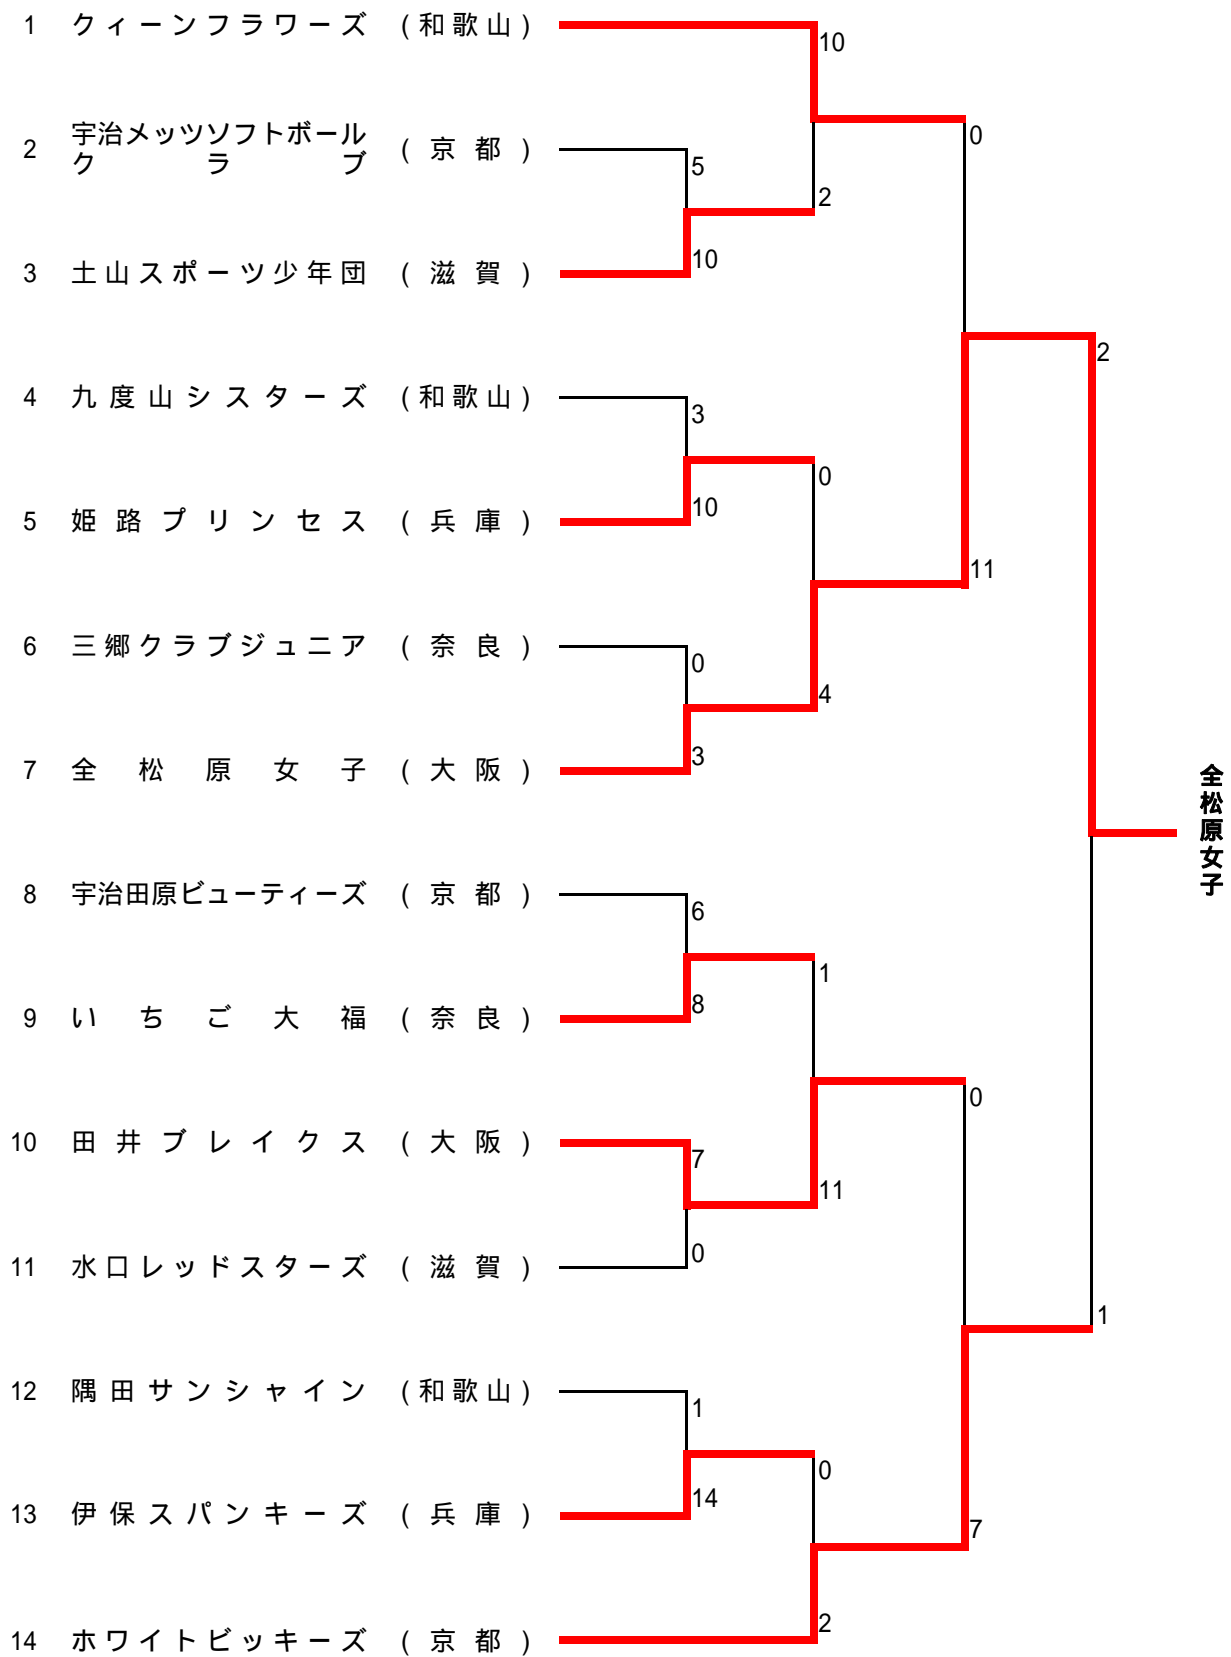 1 クィーンフラワーズ (和歌山)
10
0
2 宇治メッツソフトボール
クラブ (京都)
5
2
3 土山スポーツ少年団 (滋賀)
10
2
4 九度山シスターズ (和歌山)
3
0
5 姫路プリンセス (兵庫)
10
11
6 三郷クラブジュニア (奈良)
0
4
7 全松原女子 (大阪)
3
全松原女子
8 宇治田原ビューティーズ (京都)
6
1
9 いちご大福 (奈良)
8
0
10 田井ブレイクス (大阪)
7
11
11 水口レッドスターズ (滋賀)
0
1
12 隅田サンシャイン (和歌山)
1
0
13 伊保スパンキーズ (兵庫)
14
7
14 ホワイトビッキーズ (京都)
2